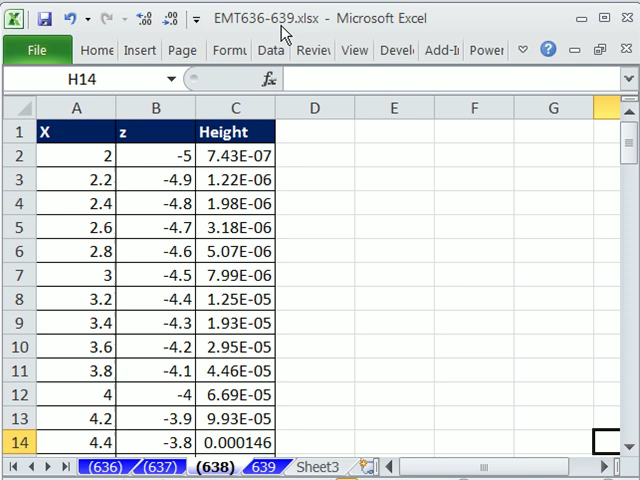 EMT636-639.xlsx - Microsoft Excel
File Home Insert Page Formu Data Review View Develo Add-I Power
H14 fx
A B C D E F G
1 X z Height
2 2 -5 7.43E-07
3 2.2 -4.9 1.22E-06
4 2.4 -4.8 1.98E-06
5 2.6 -4.7 3.18E-06
6 2.8 -4.6 5.07E-06
7 3 -4.5 7.99E-06
8 3.2 -4.4 1.25E-05
9 3.4 -4.3 1.93E-05
10 3.6 -4.2 2.95E-05
11 3.8 -4.1 4.46E-05
12 4 -4 6.69E-05
13 4.2 -3.9 9.93E-05
14 4.4 -3.8 0.000146
(636) (637) (638) 639 Sheet3